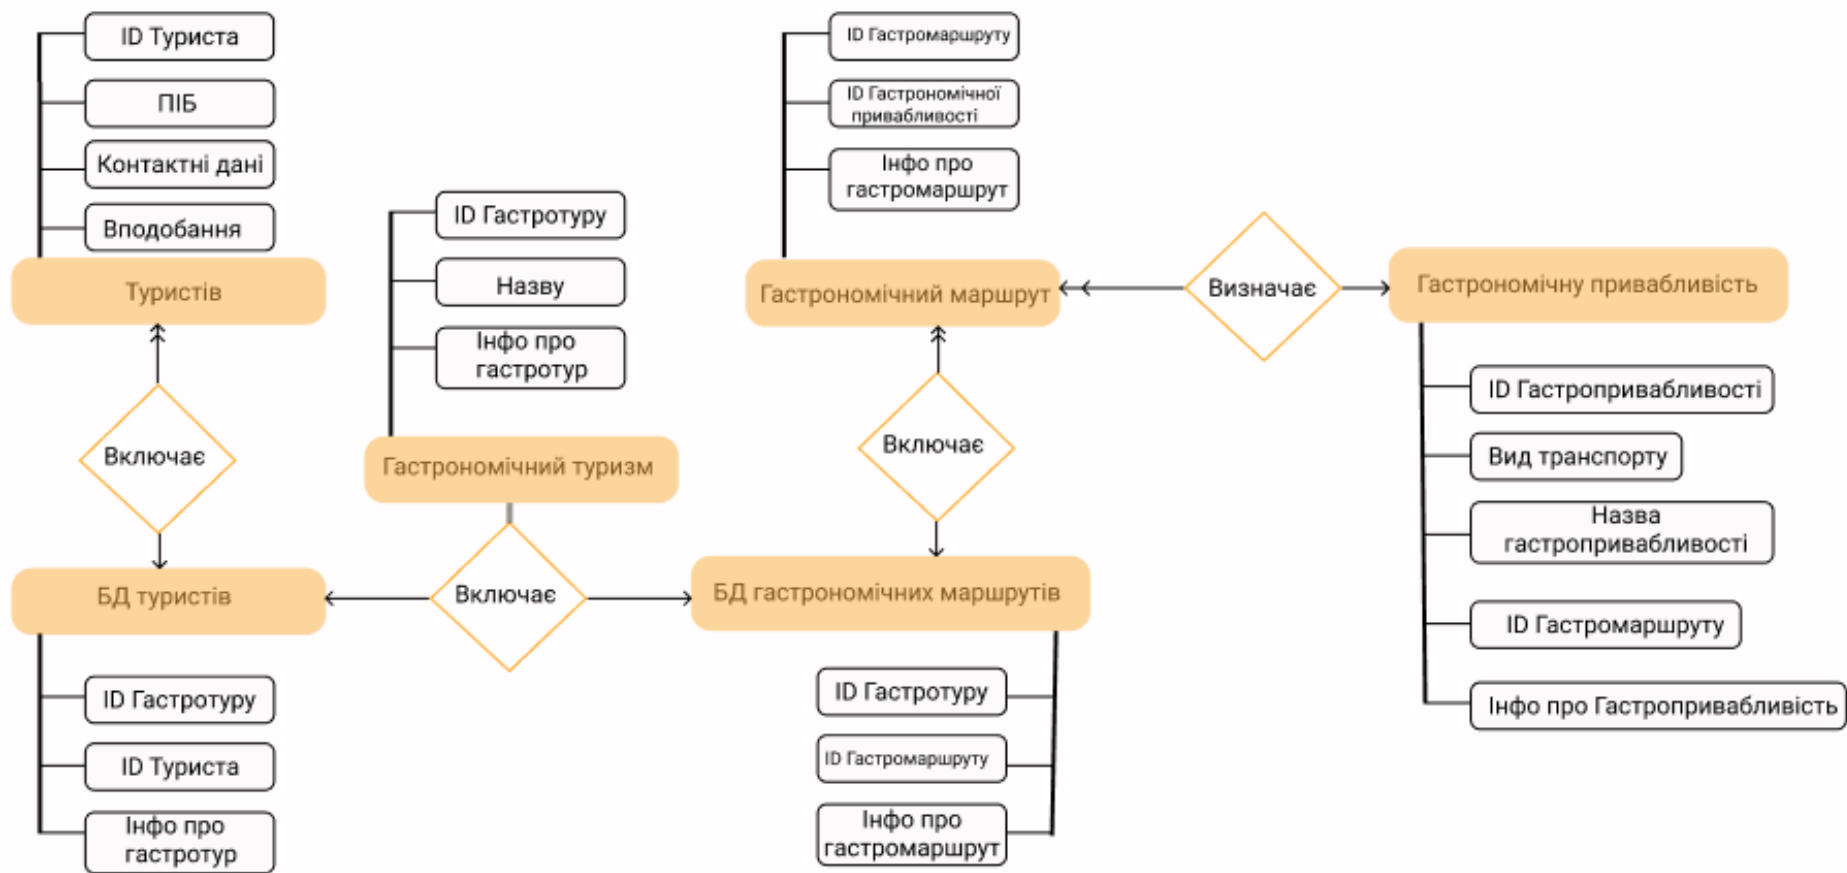 ID Туриста
ПІБ
Контактні дані
Вподобання
Туристів
Включає
БД туристів
ID Гастротуру
ID Туриста
Інфо про
гастротур
ID Гастротуру
Назву
Інфо про
гастротур
Гастрономічний туризм
Включає
ID Гастромаршруту
ID Гастрономічної
привабливості
Інфо про
гастромаршрут
Гастрономічний маршрут
Включає
БД гастрономічних маршрутів
ID Гастротуру
ID Гастромаршруту
Інфо про
гастромаршрут
Визначає
Гастрономічну привабливість
ID Гастропривабливості
Вид транспорту
Назва
гастропривабливості
ID Гастромаршруту
Інфо про Гастропривабливість